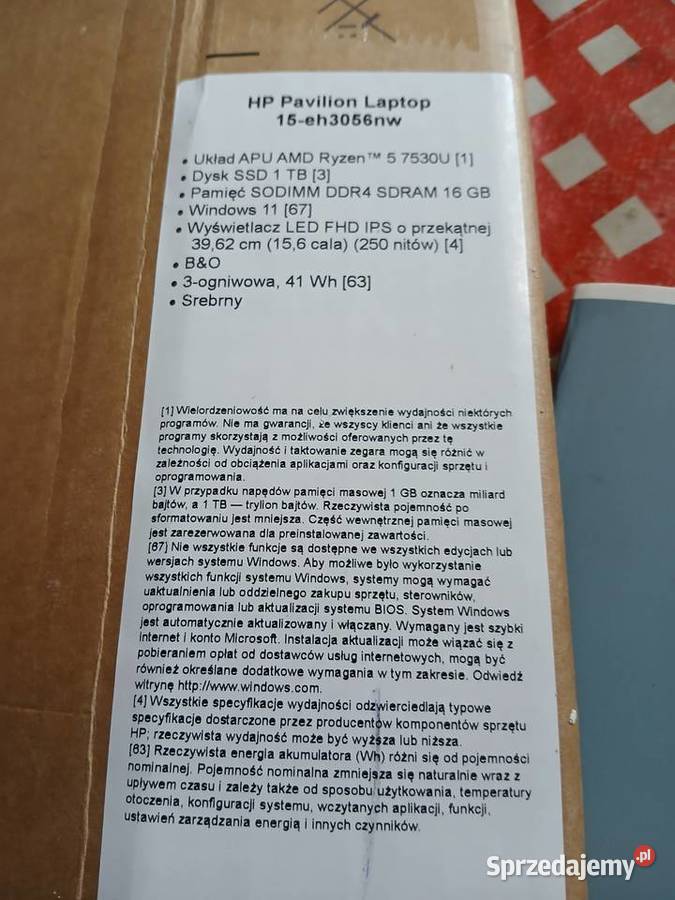 HP Pavilion Laptop
15-eh3056nw
• Układ APU AMD Ryzen™ 5 7530U [1]
• Dysk SSD 1 TB [3]
• Pamięć SODIMM DDR4 SDRAM 16 GB
• Windows 11 [67]
• Wyświetlacz LED FHD IPS o przekątnej
39,62 cm (15,6 cala) (250 nitów) [4]
• B&O
• 3-ogniwowa, 41 Wh [63]
• Srebrny
[1] Wielordzeniowość ma na celu zwiększenie wydajności niektórych
programów. Nie ma gwarancji, że wszyscy klienci ani że wszystkie
programy skorzystają z możliwości oferowanych przez tę
technologię. Wydajność i taktowanie zegara mogą się różnić w
zależności od obciążenia aplikacjami oraz konfiguracji sprzętu i
oprogramowania.
[3] W przypadku napędów pamięci masowej 1 GB oznacza miliard
bajtów, a 1 TB — trylion bajtów. Rzeczywista pojemność po
sformatowaniu jest mniejsza. Część wewnętrznej pamięci masowej
jest zarezerwowana dla preinstalowanej zawartości.
[67] Nie wszystkie funkcje są dostępne we wszystkich edycjach lub
wersjach systemu Windows. Aby możliwe było wykorzystanie
wszystkich funkcji systemu Windows, systemy mogą wymagać
uaktualnienia lub oddzielnego zakupu sprzętu, sterowników,
oprogramowania lub aktualizacji systemu BIOS. System Windows
jest automatycznie aktualizowany i włączany. Wymagany jest szybki
Internet i konto Microsoft. Instalacja aktualizacji może wiązać się z
pobieraniem opłat od dostawców usług internetowych, mogą być
również określane dodatkowe wymagania w tym zakresie. Odwiedź
witrynę http://www.windows.com.
[4] Wszystkie specyfikacje wydajności odzwierciedlają typowe
specyfikacje dostarczone przez producentów komponentów sprzętu
HP; rzeczywista wydajność może być wyższa lub niższa.
[63] Rzeczywista energia akumulatora (Wh) różni się od pojemności
nominalnej. Pojemność nominalna zmniejsza się naturalnie wraz z
upływem czasu i zależy także od sposobu użytkowania, temperatury
otoczenia, konfiguracji systemu, wczytanych aplikacji, funkcji,
ustawień zarządzania energią i innych czynników.
Sprzedajemy.pl